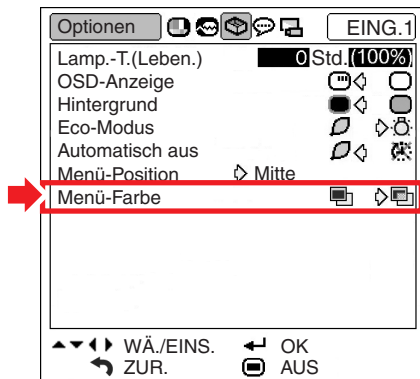 Optionen EING.1
Lamp.-T.(Leben.) 0 Std.(100%)
OSD-Anzeige
Hintergrund
Eco-Modus
Automatisch aus
Menü-Position Mitte
Menü-Farbe
WÄ./EINS. OK
ZUR. AUS